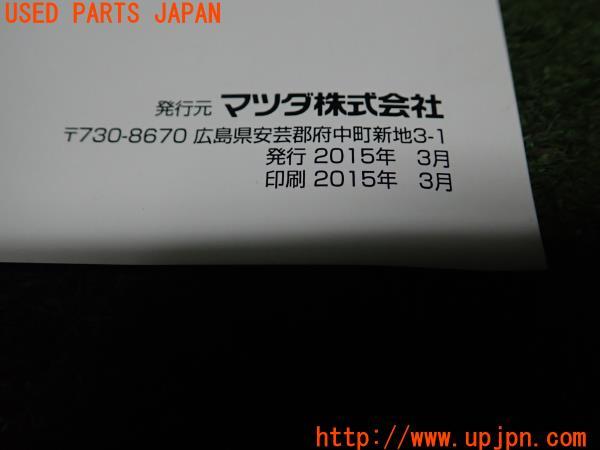 USED PARTS JAPAN
発行元 マツダ株式会社
〒730-8670 広島県安芸郡府中町新地3-1
発行 2015年 3月
印刷 2015年 3月
http://www.upjpn.com